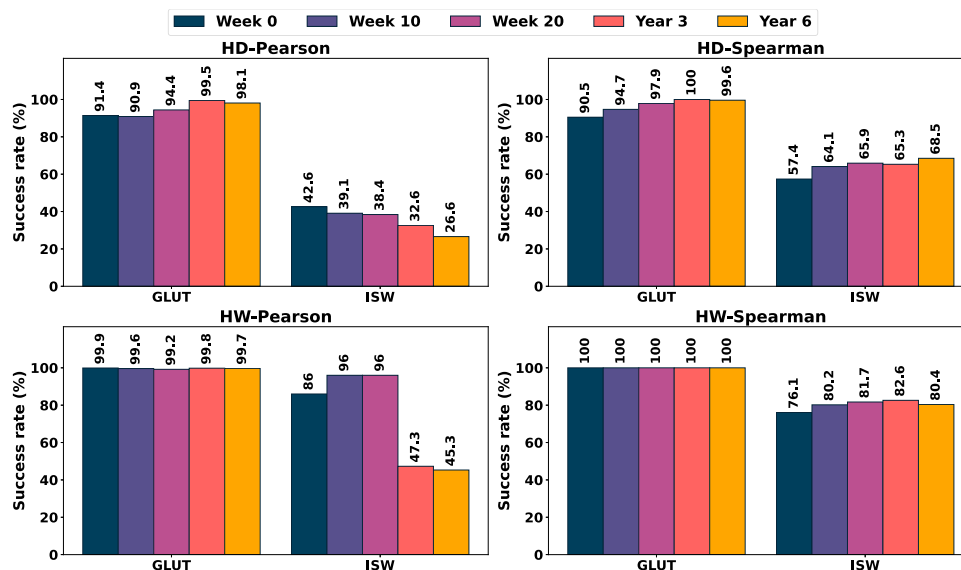 Week 0 Week 10 Week 20 Year 3 Year 6
HD-Pearson
Success rate (%)
100
80
60
40
20
0
91.4 90.9 94.4 99.5 98.1
42.6 39.1 38.4 32.6 26.6
GLUT ISW
HD-Spearman
Success rate (%)
100
80
60
40
20
0
90.5 94.7 97.9 100 99.6
57.4 64.1 65.9 65.3 68.5
GLUT ISW
HW-Pearson
Success rate (%)
100
80
60
40
20
0
99.9 99.6 99.2 99.8 99.7
86 96 96 47.3 45.3
GLUT ISW
HW-Spearman
Success rate (%)
100
80
60
40
20
0
100 100 100 100 100
76.1 80.2 81.7 82.6 80.4
GLUT ISW